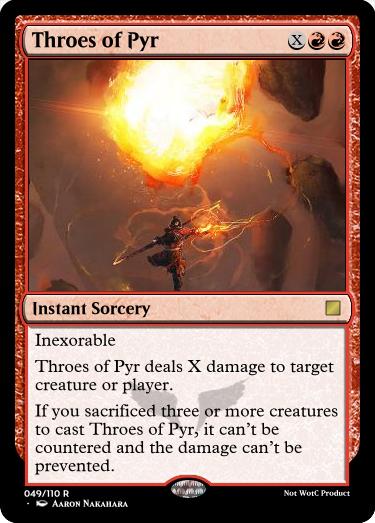 Throes of Pyr X
Instant Sorcery
Inexorable
Throes of Pyr deals X damage to target
creature or player.
If you sacrificed three or more creatures
to cast Throes of Pyr, it can't be
countered and the damage can't be
prevented.
049/110 R
Not WotC Product
· Aaron Nakahara